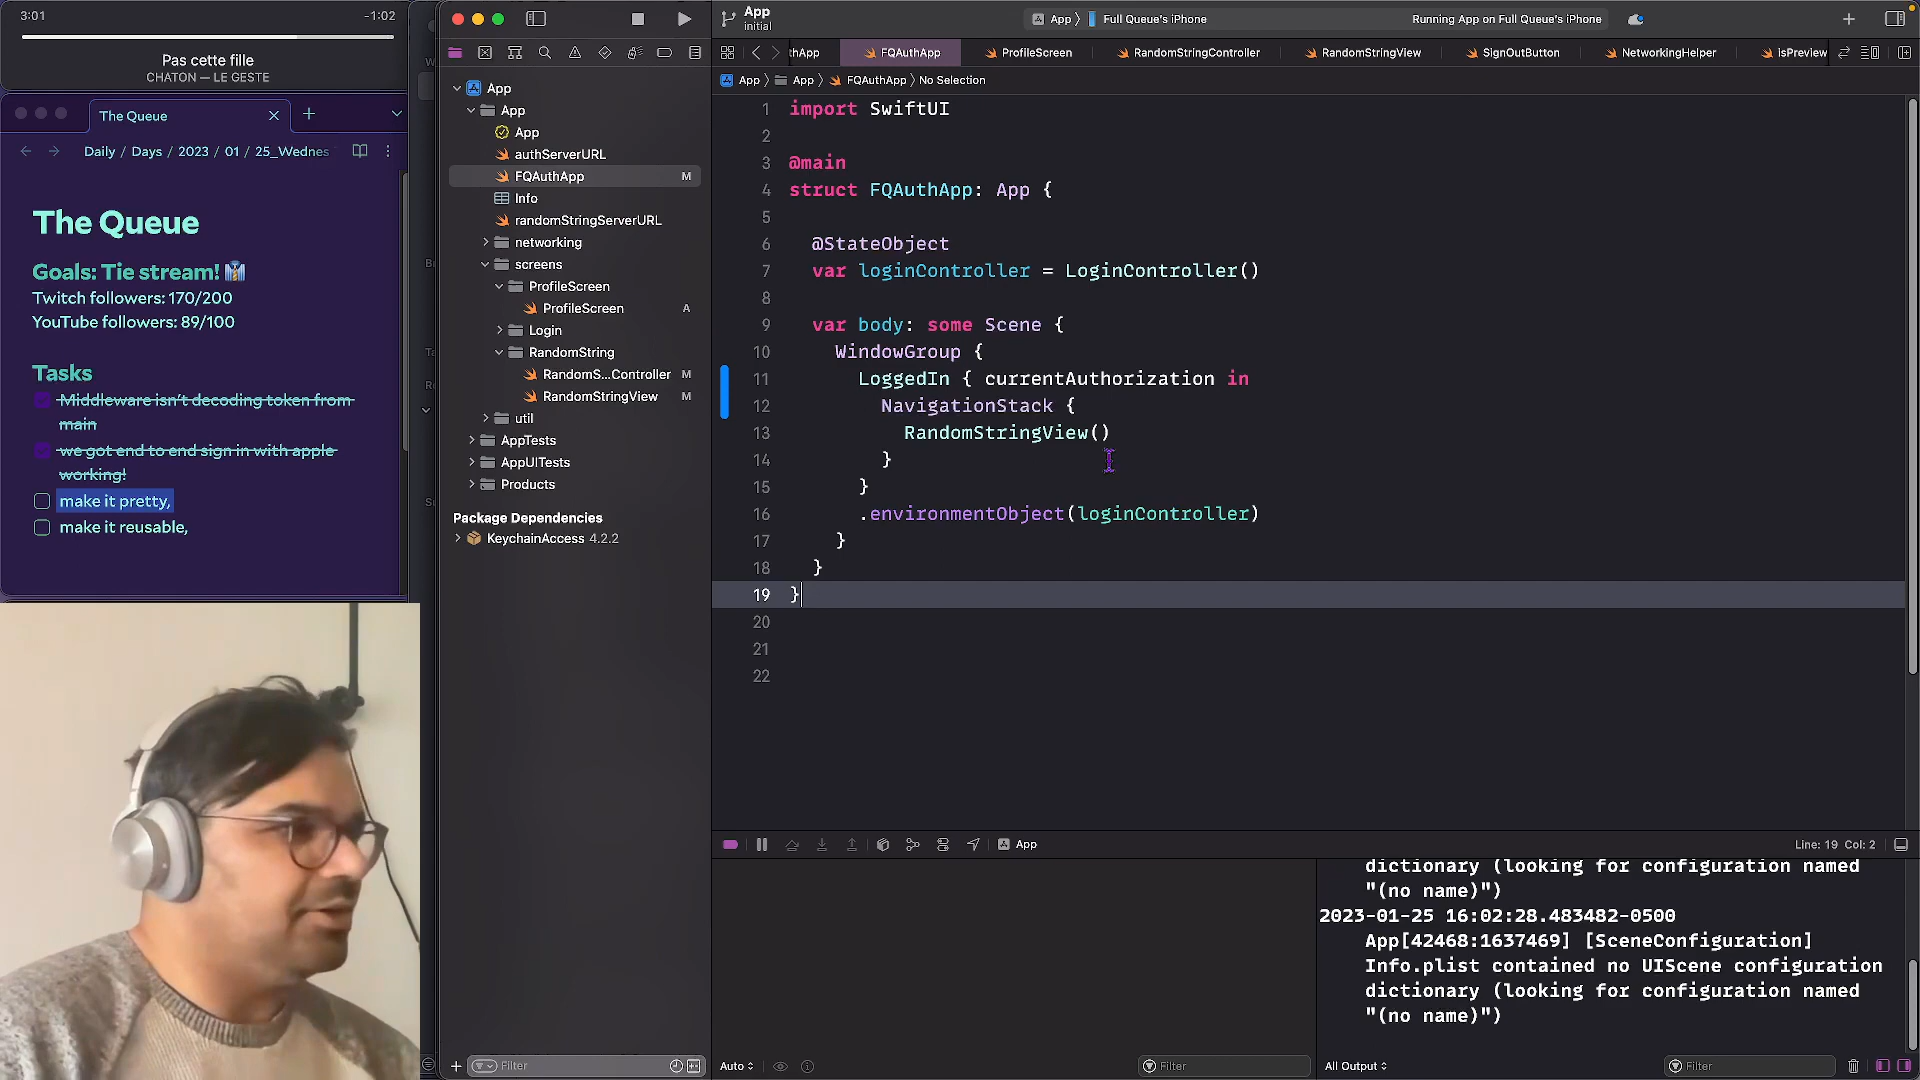 3:01
-1:02
Pas cette fille
CHATON — LE GESTE
The Queue
Daily / Days / 2023 / 01 / 25_Wednes
The Queue
Goals: Tie stream! 👔
Twitch followers: 170/200
YouTube followers: 89/100
Tasks
Middleware isn't decoding token from
main
we got end to end sign in with apple
working!
make it pretty,
make it reusable,
App
App
App
authServerURL
FQAuthApp M
Info
randomStringServerURL
networking
screens
ProfileScreen
ProfileScreen A
Login
RandomString
RandomS...Controller M
RandomStringView M
util
AppTests
AppUITests
Products
Package Dependencies
KeychainAccess 4.2.2
Filter
App
initial
App 〉 Full Queue's iPhone
Running App on Full Queue's iPhone
thApp
FQAuthApp
ProfileScreen
RandomStringController
RandomStringView
SignOutButton
NetworkingHelper
isPreview
App 〉 App 〉 FQAuthApp 〉 No Selection
1 import SwiftUI
2
3 @main
4 struct FQAuthApp: App {
5
6 @StateObject
7 var loginController = LoginController()
8
9 var body: some Scene {
10 WindowGroup {
11 LoggedIn { currentAuthorization in
12 NavigationStack {
13 RandomStringView()
14 }
15 }
16 .environmentObject(loginController)
17 }
18 }
19 }
20
21
22
App
Line: 19 Col: 2
dictionary (looking for configuration named
"(no name)")
2023-01-25 16:02:28.483482-0500
App[42468:1637469] [SceneConfiguration]
Info.plist contained no UIScene configuration
dictionary (looking for configuration named
"(no name)")
Auto
Filter
All Output
Filter